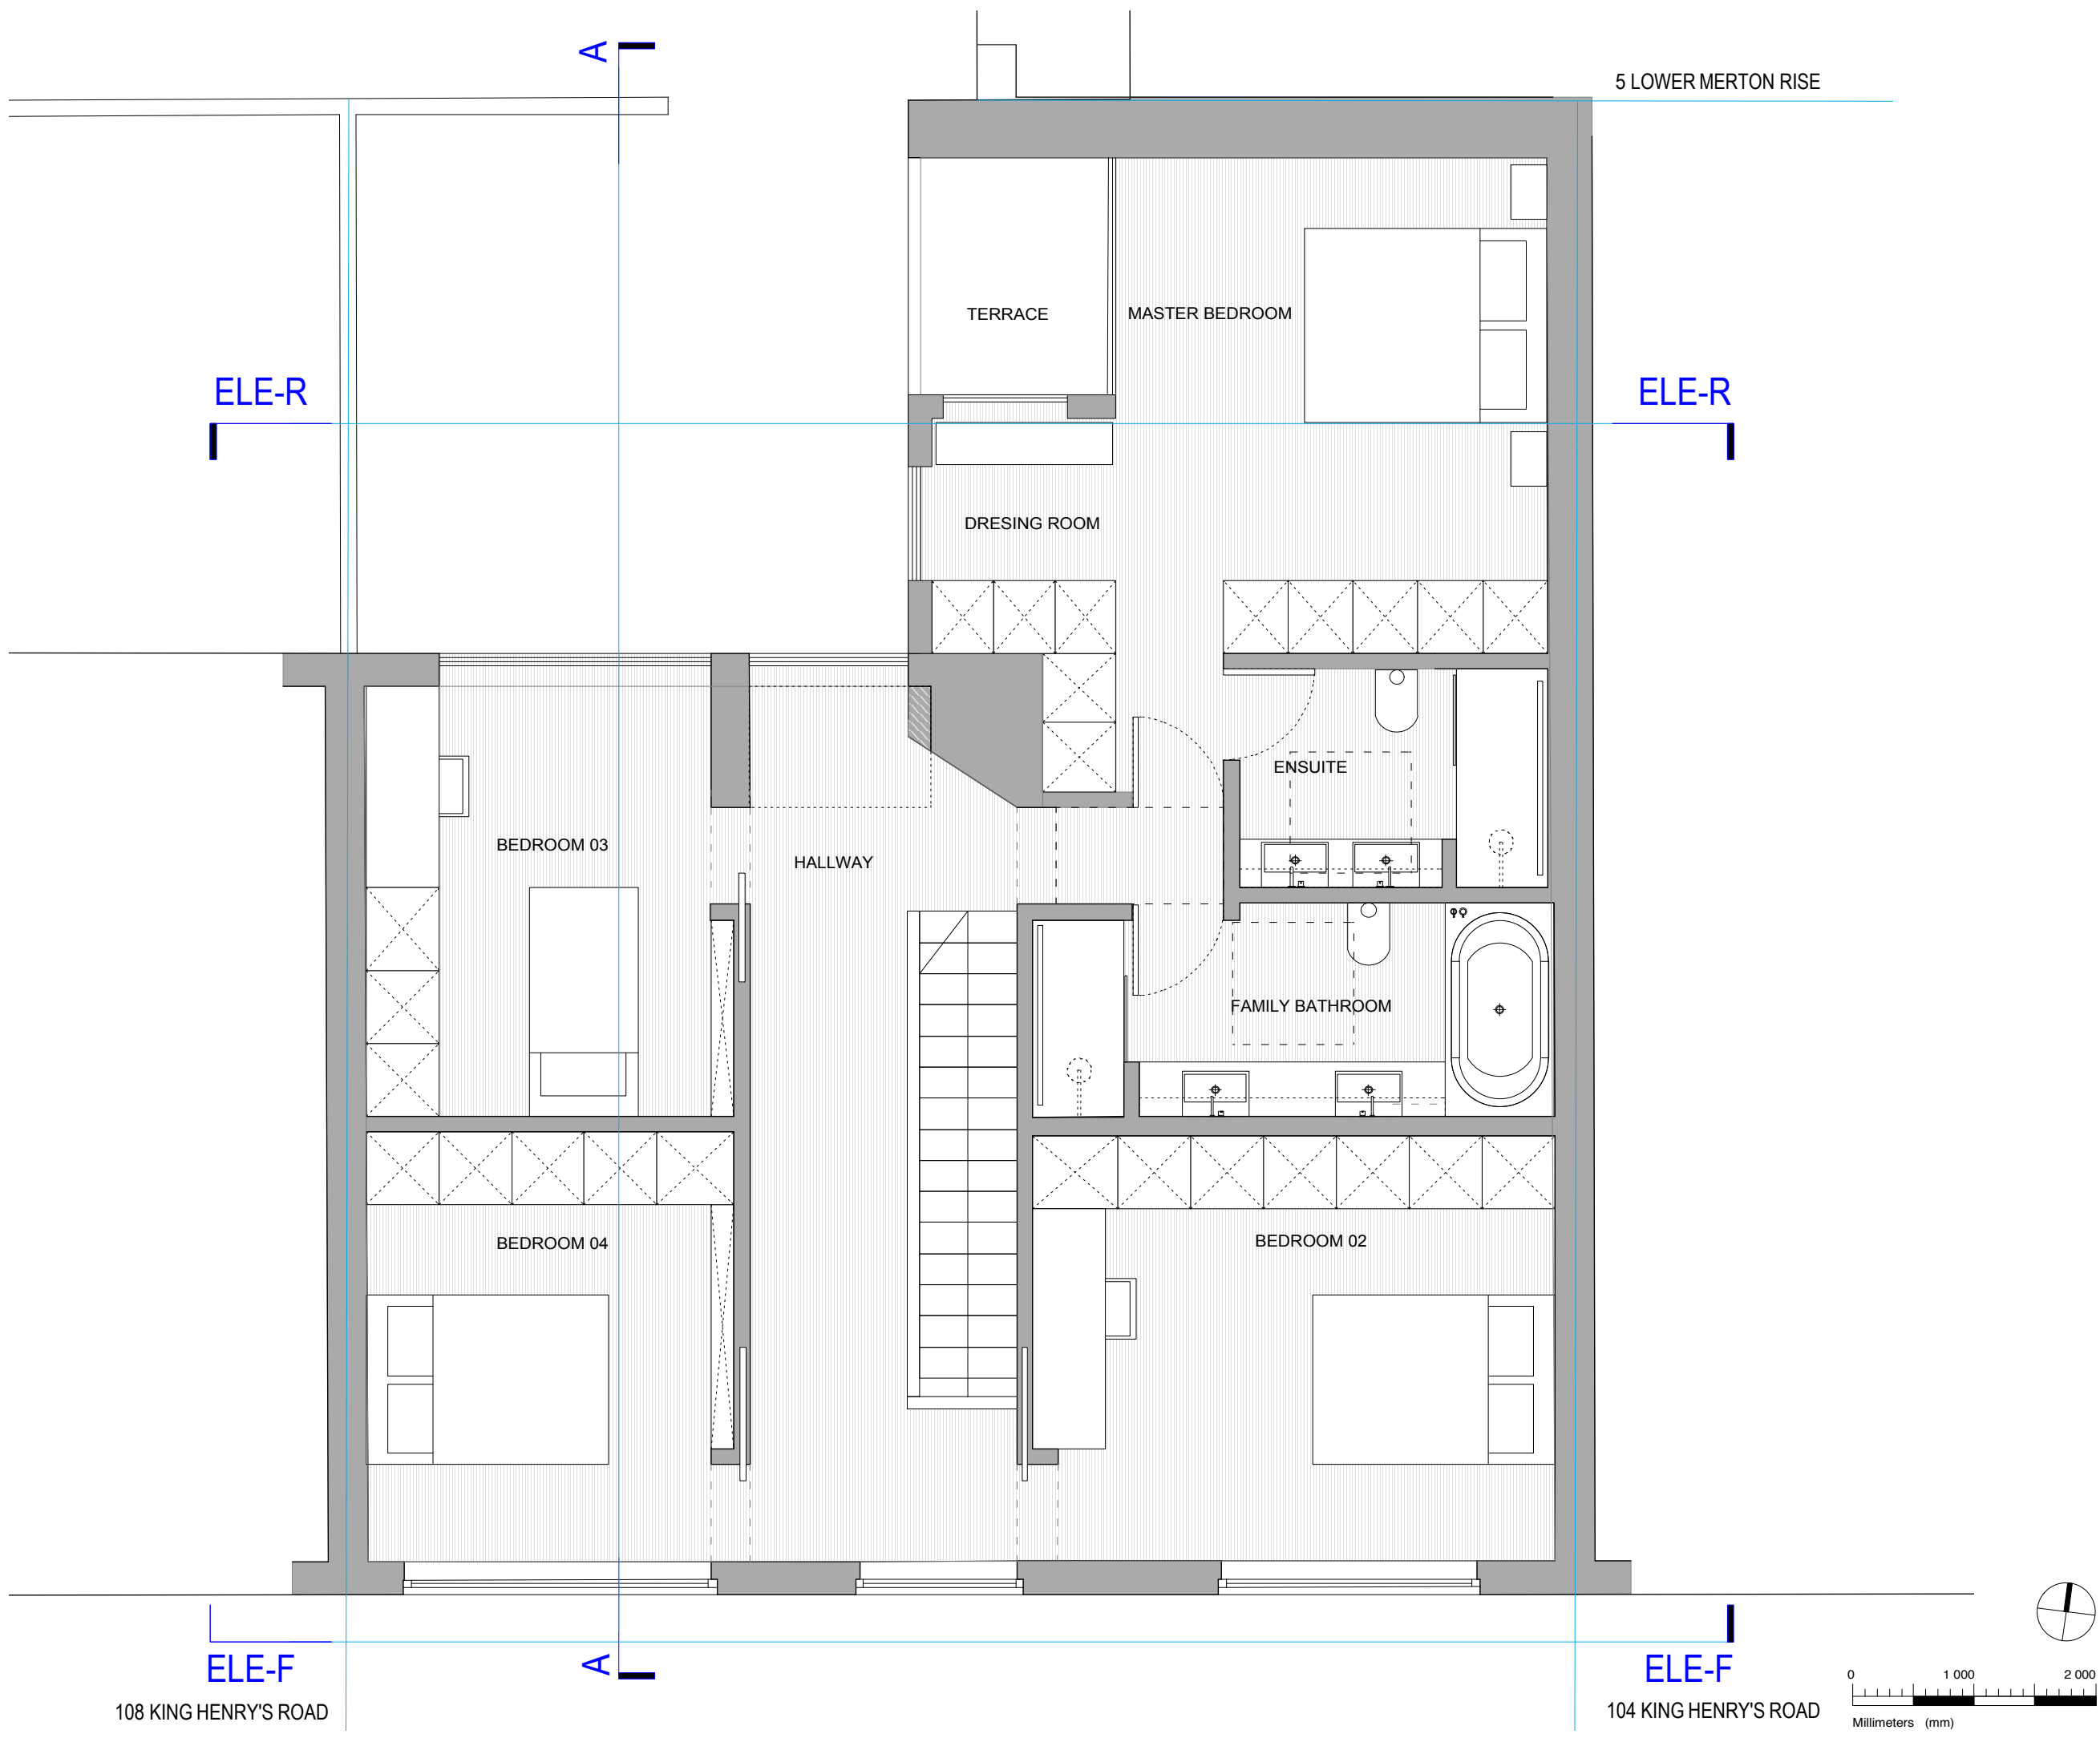 A
5 LOWER MERTON RISE
TERRACE
MASTER BEDROOM
ELE-R
ELE-R
DRESING ROOM
ENSUITE
BEDROOM 03
HALLWAY
FAMILY BATHROOM
BEDROOM 04
BEDROOM 02
ELE-F
A
ELE-F
108 KING HENRY'S ROAD
104 KING HENRY'S ROAD
0 1 000 2 000
Millimeters (mm)